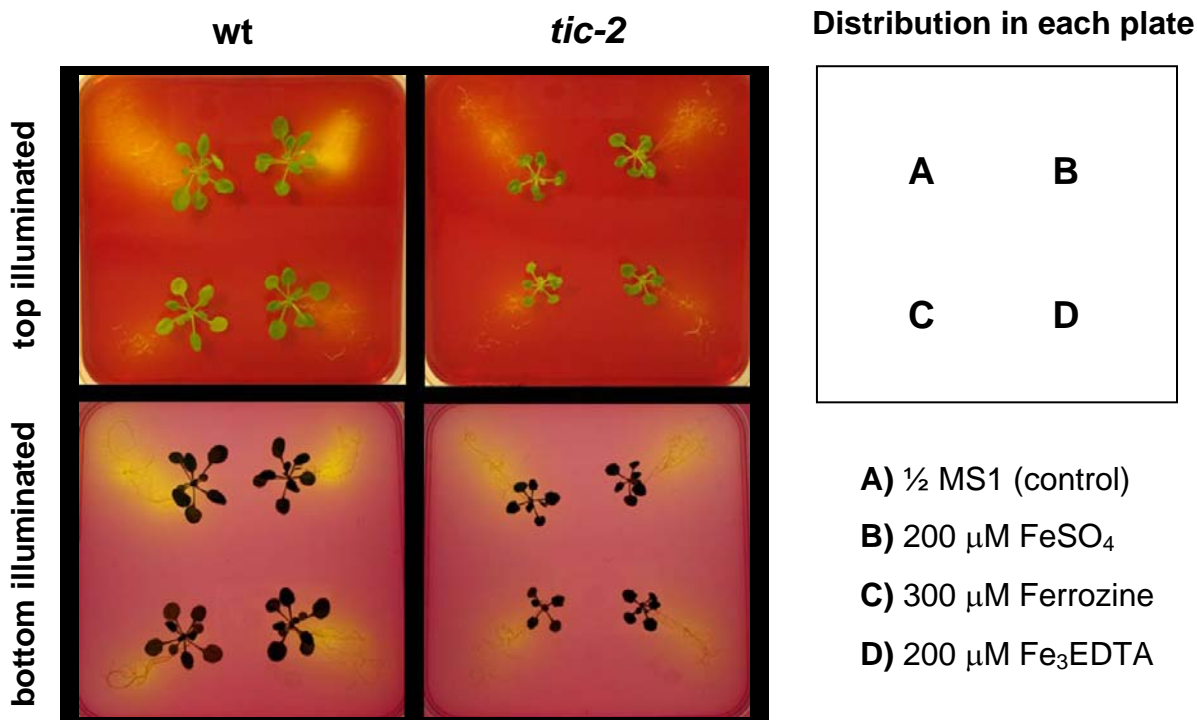 wt
tic-2
Distribution in each plate
top illuminated
bottom illuminated
A B
C D
A) ½ MS1 (control)
B) 200 μM FeSO₄
C) 300 μM Ferrozine
D) 200 μM Fe₃EDTA